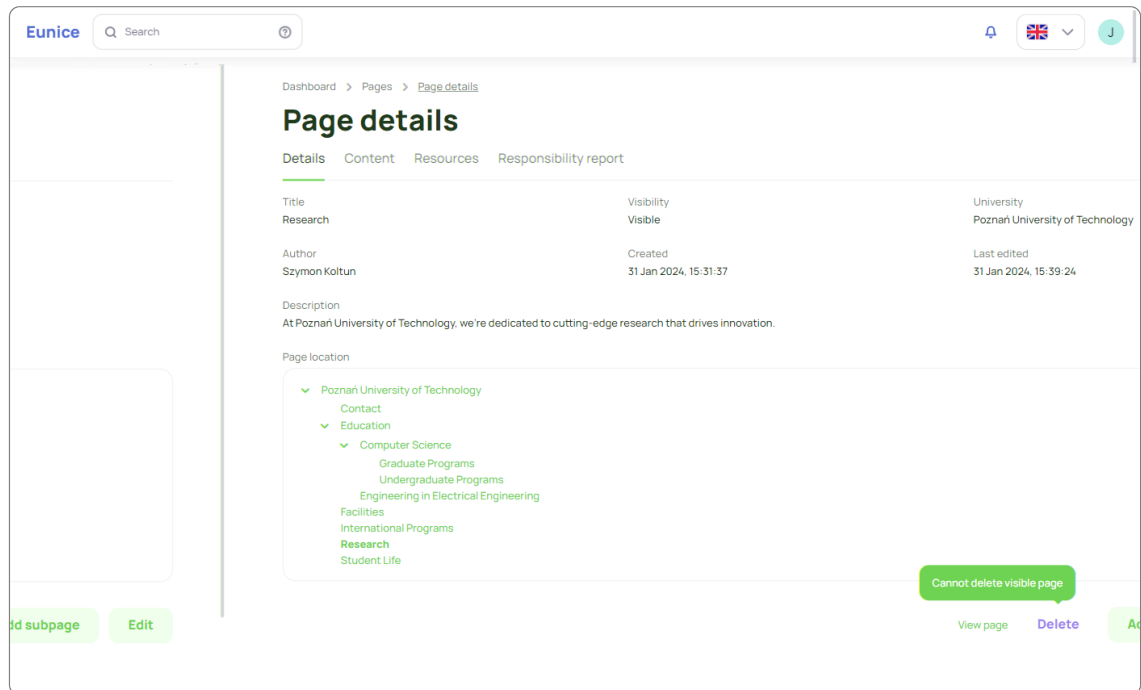 Eunice
Search
J
Dashboard > Pages > Page details
Page details
Details Content Resources Responsibility report
Title Visibility University
Research Visible Poznań University of Technology
Author Created Last edited
Szymon Koltun 31 Jan 2024, 15:31:37 31 Jan 2024, 15:39:24
Description
At Poznań University of Technology, we're dedicated to cutting-edge research that drives innovation.
Page location
Poznań University of Technology
Contact
Education
Computer Science
Graduate Programs
Undergraduate Programs
Engineering in Electrical Engineering
Facilities
International Programs
Research
Student Life
Cannot delete visible page
subpage Edit View page Delete